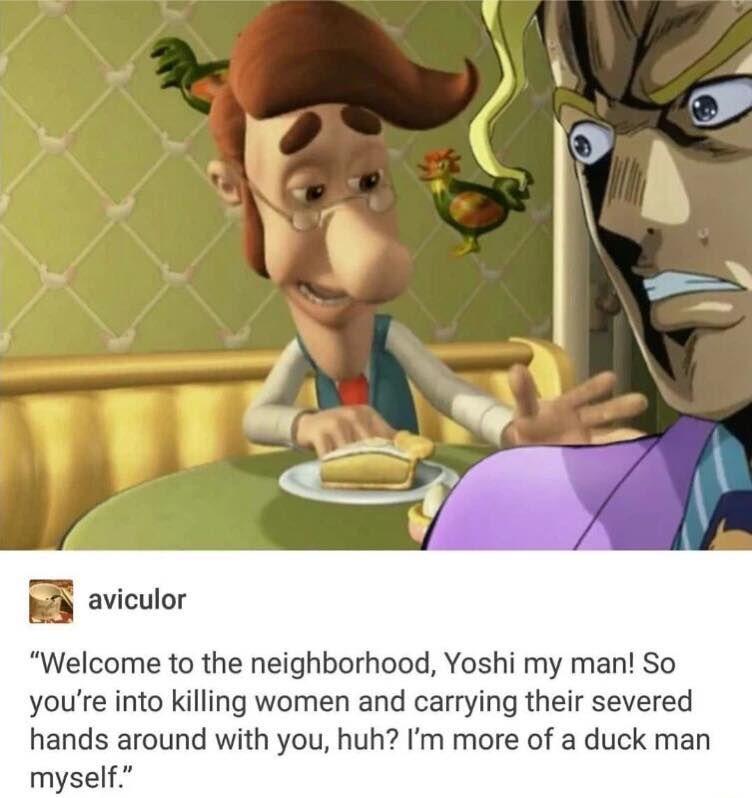 aviculor
“Welcome to the neighborhood, Yoshi my man! So
you’re into killing women and carrying their severed
hands around with you, huh? I’m more of a duck man
myself.”